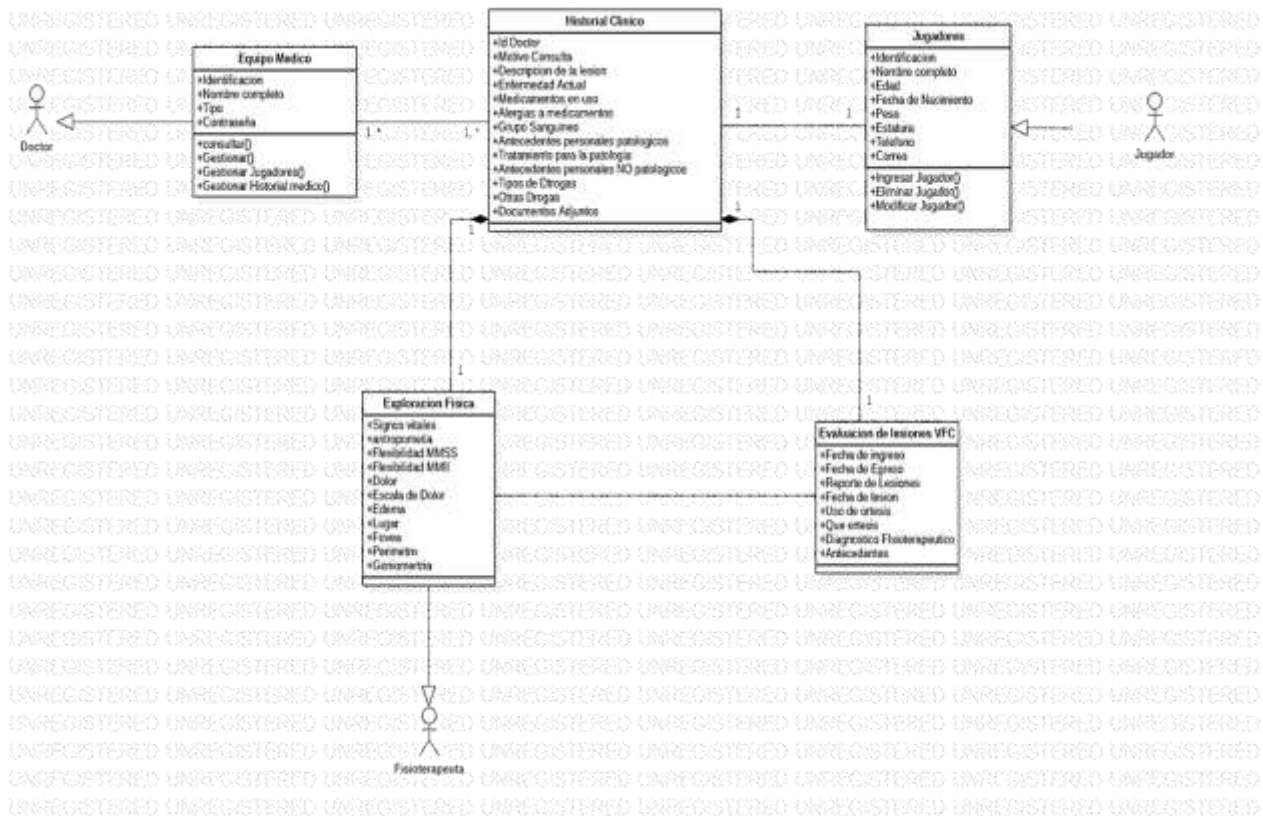 Historial Clinico
+Id Doctor
+Motivo Consulta
+Descripcion de la lesion
+Enfermedad Actual
+Medicamentos en uso
+Alergias a medicamentos
+Grupo Sanguineo
+Antecedentes personales patologicos
+Tratamiento para la patologia
+Antecedentes personales NO patologicos
+Tipos de Drogas
+Otras Drogas
+Documentos Adjuntos
Equipo Medico
+Identificacion
+Nombre completo
+Tipo
+Contraseña
+consultar()
+Gestionar()
+Gestionar Jugadores()
+Gestionar Historial medico()
Doctor
1..*
1..*
Jugadores
+Identificacion
+Nombre completo
+Edad
+Fecha de Nacimiento
+Peso
+Estatura
+Telefono
+Correo
+Ingresar Jugador()
+Eliminar Jugador()
+Modificar Jugador()
Jugador
1
1
1
1
1
1
Exploracion Fisica
+Signos vitales
+antropometia
+Flexibilidad MMSS
+Flexibilidad MMII
+Dolor
+Escala de Dolor
+Edema
+Lugar
+Fovea
+Perimetro
+Goniometria
Evaluacion de lesiones VFC
+Fecha de ingreso
+Fecha de Egreso
+Reporte de Lesiones
+Fecha de lesion
+Uso de ortesis
+Que ortesis
+Diagnostico Fhisioterapeutico
+Antecedentes
Fisioterapeuta
UNREGISTERED